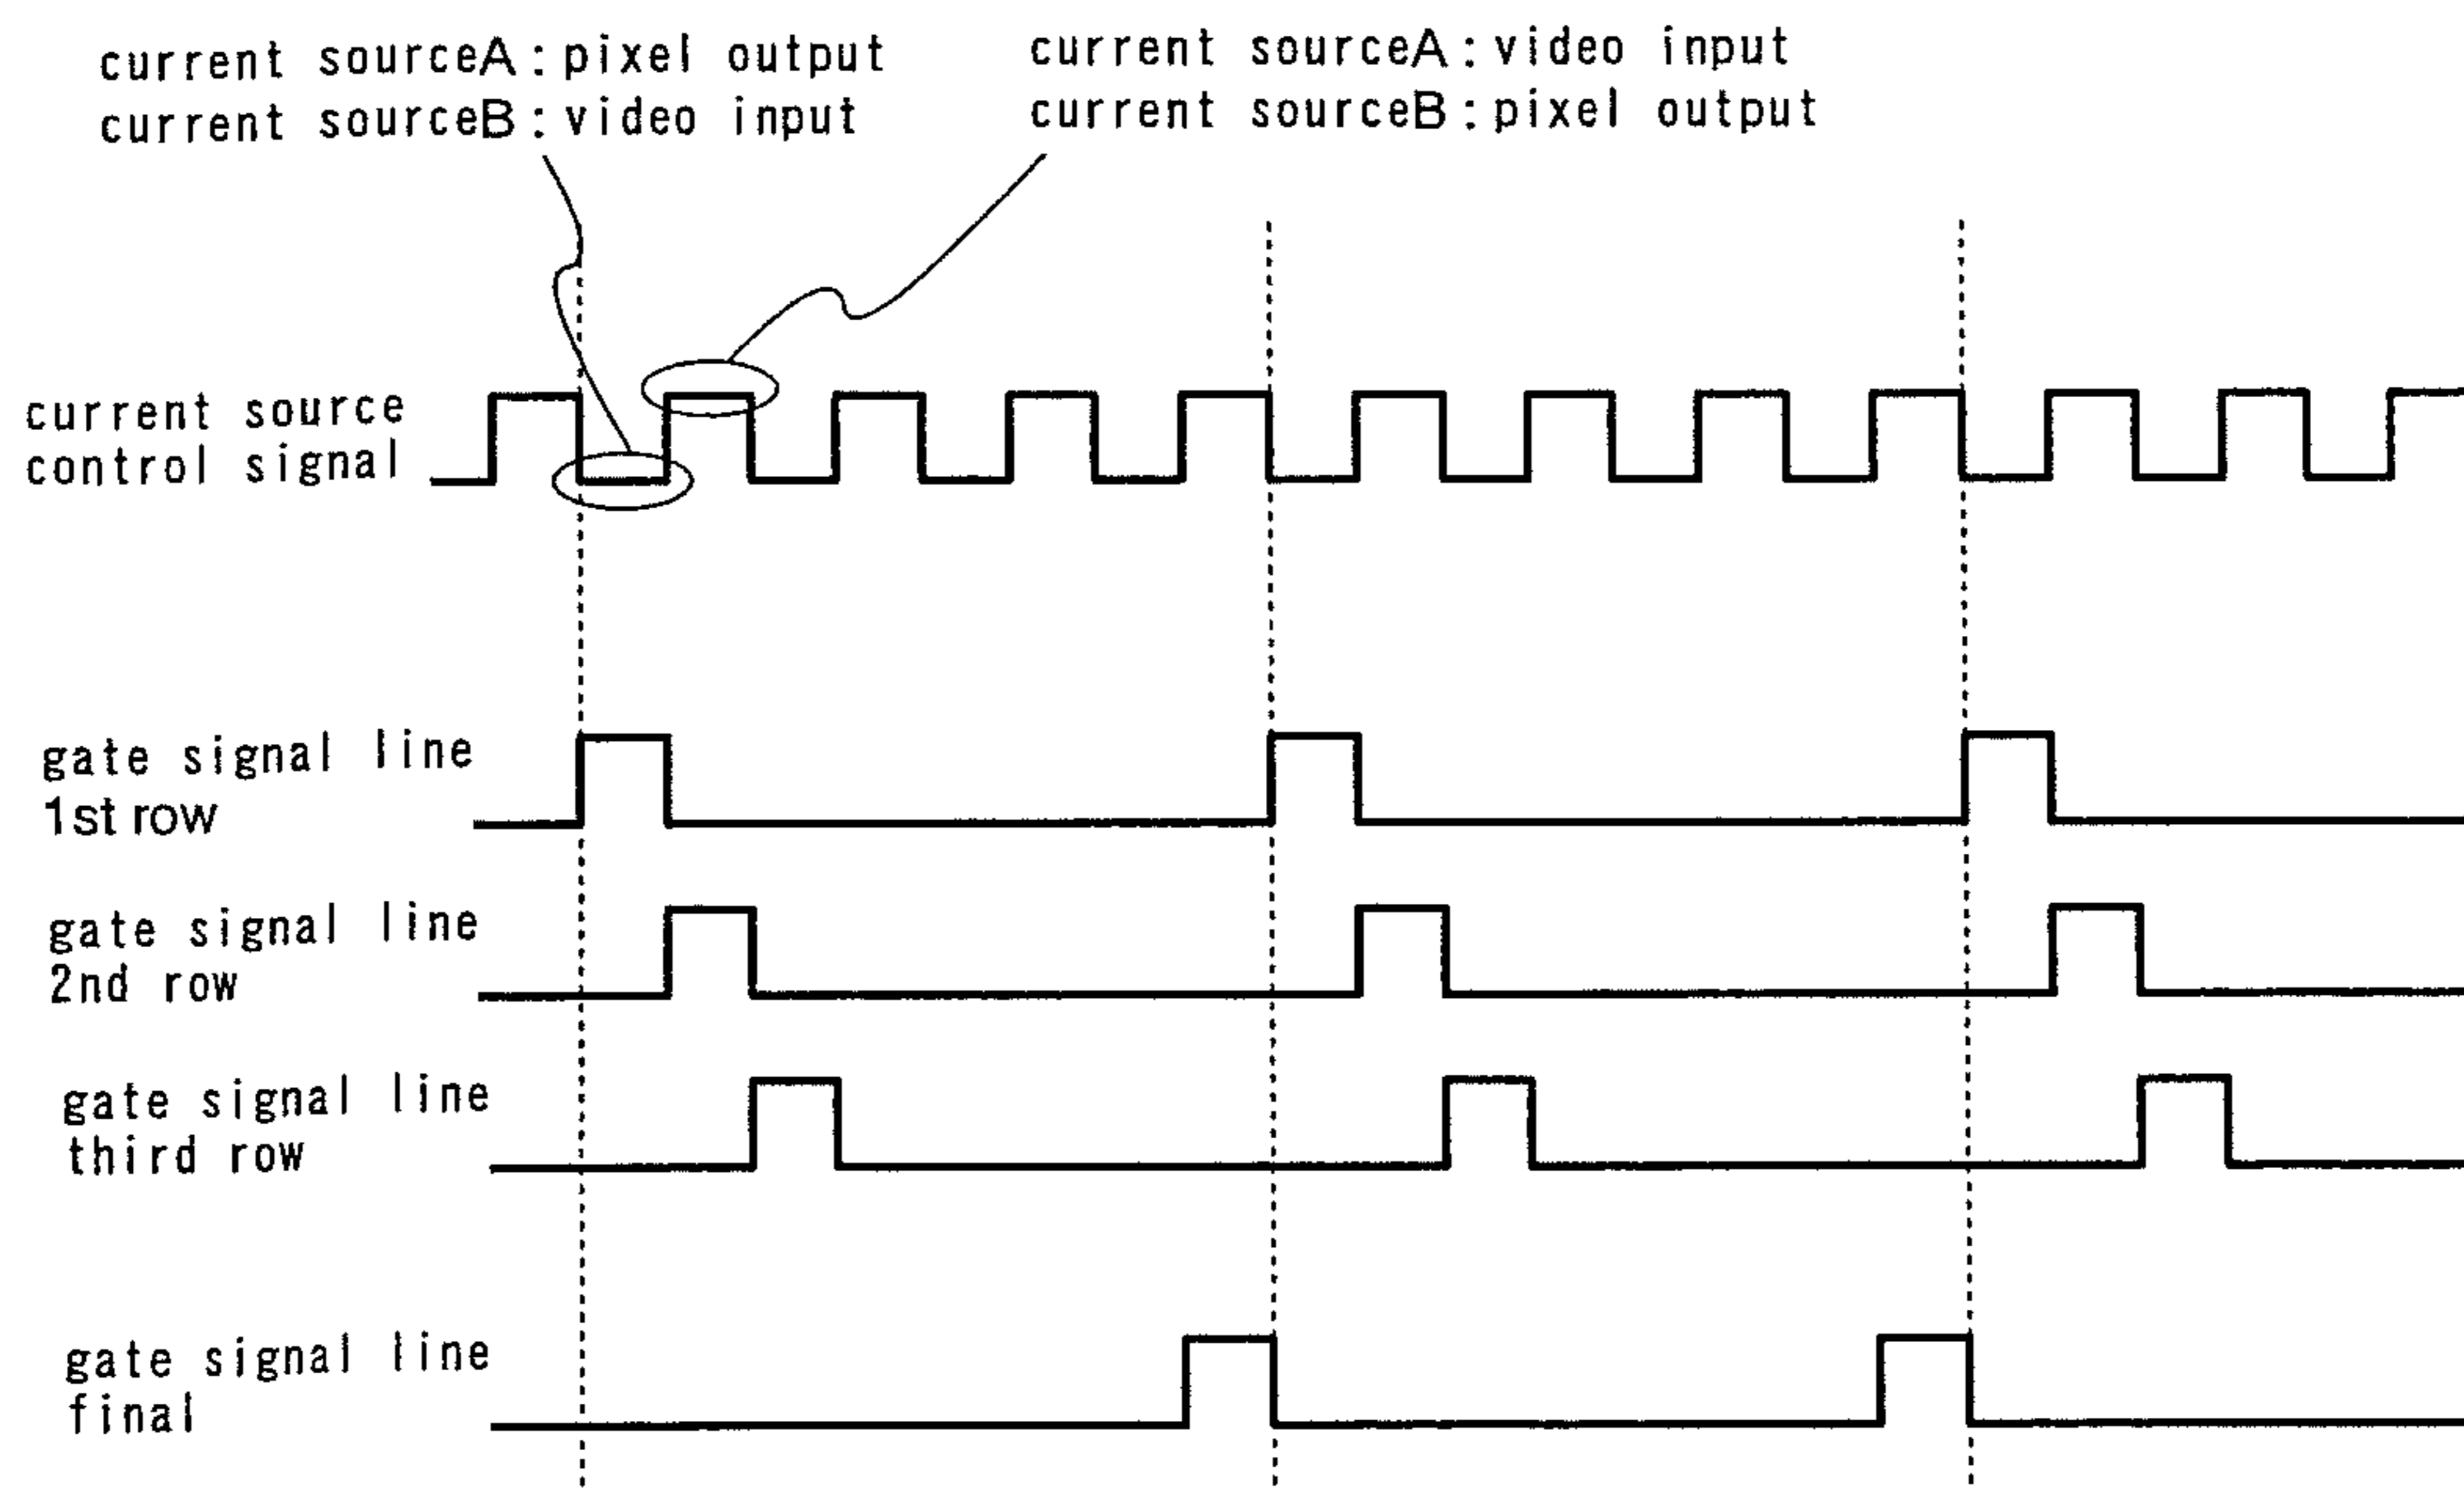 current sourceA:pixel output
current sourceB:video input
current sourceA:video input
current sourceB:pixel output
current source
control signal
gate signal line
1st row
gate signal line
2nd row
gate signal line
third row
gate signal line
final